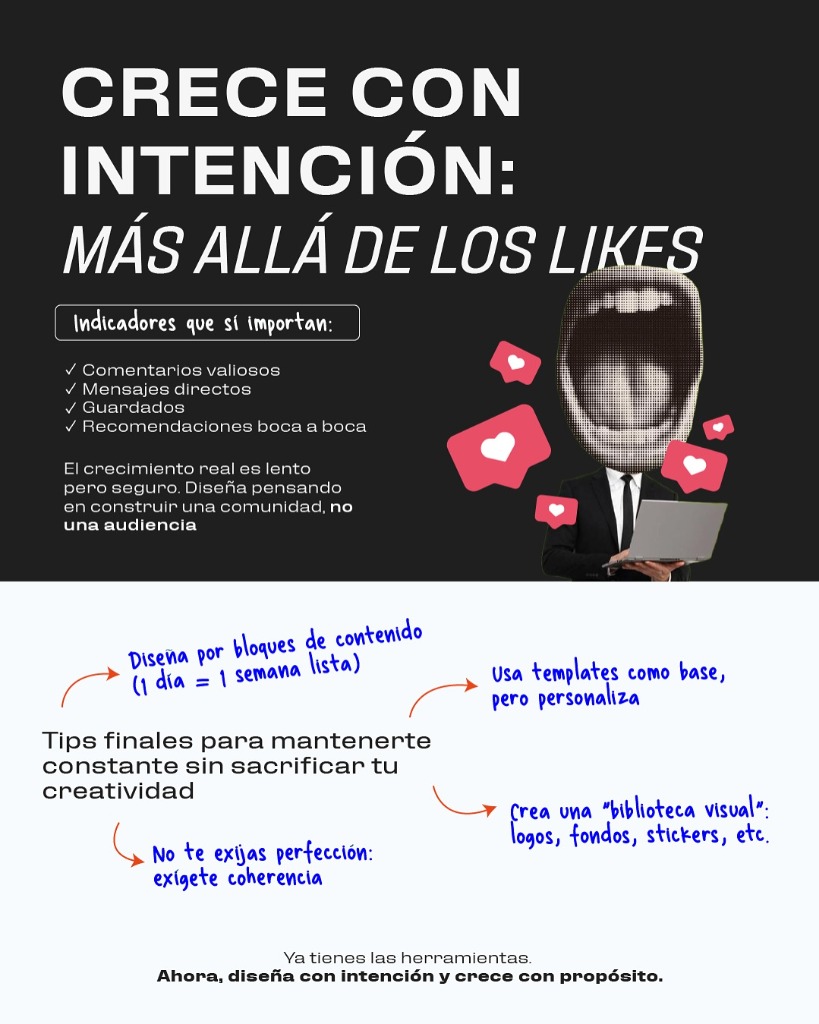 CRECE CON
INTENCIÓN:
MÁS ALLÁ DE LOS LIKES
Indicadores que sí importan:
✓ Comentarios valiosos
✓ Mensajes directos
✓ Guardados
✓ Recomendaciones boca a boca
El crecimiento real es lento
pero seguro. Diseña pensando
en construir una comunidad, no
una audiencia
Diseña por bloques de contenido
(1 día = 1 semana lista)
Usa templates como base,
pero personaliza
Tips finales para mantenerte
constante sin sacrificar tu
creatividad
Crea una "biblioteca visual":
logos, fondos, stickers, etc.
No te exijas perfección:
exígete coherencia
Ya tienes las herramientas.
Ahora, diseña con intención y crece con propósito.